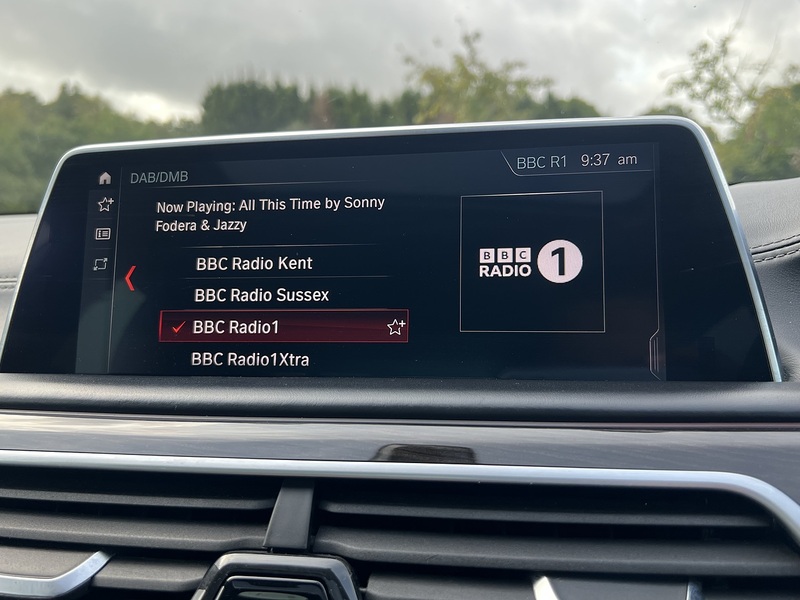 DAB/DMB
BBC R1 9:37 am
Now Playing: All This Time by Sonny
Fodera & Jazzy
BBC Radio Kent
BBC Radio Sussex
BBC Radio1
BBC Radio1Xtra
BBC
RADIO 1